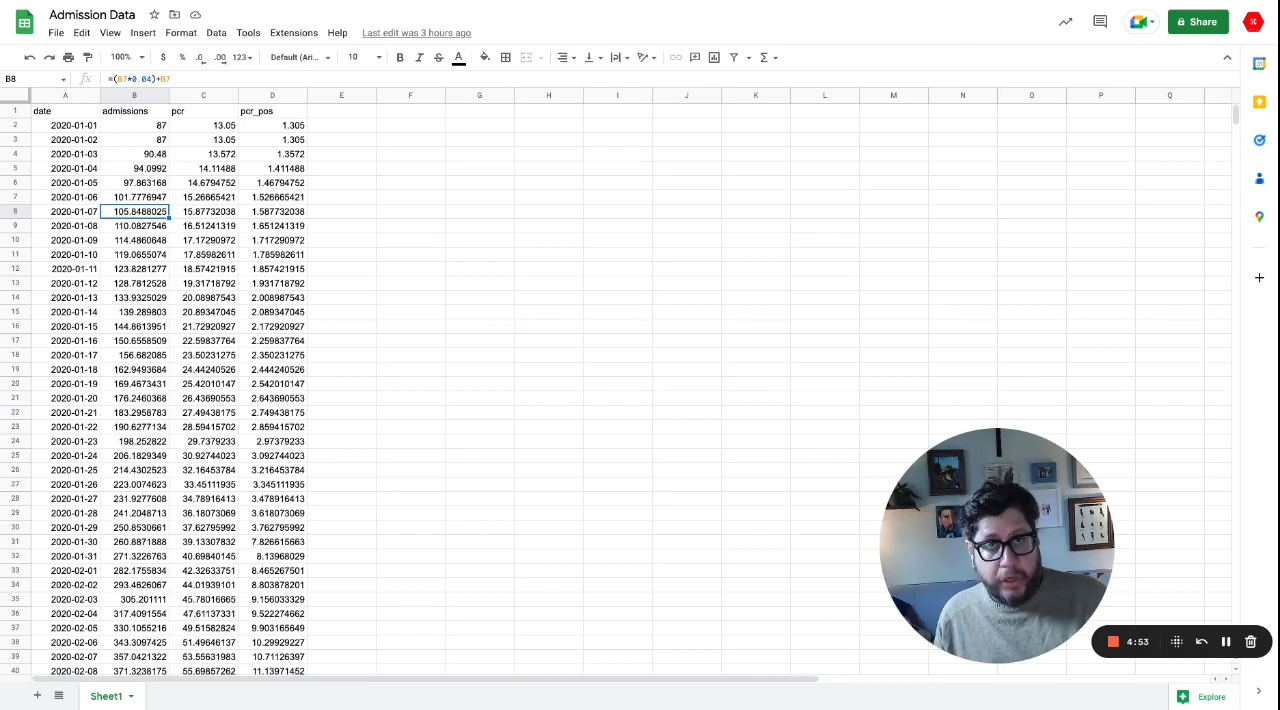 Admission Data
File Edit View Insert Format Data Tools Extensions Help Last edit was 3 hours ago
Share
SC
100% $ % .0 .00 123 Default (Ari... 10 B I S A
B8 fx =(B7*0.04)+B7
A B C D E F G H I J K L M N O P Q
1 date admissions pcr pcr_pos
2 2020-01-01 87 13.05 1.305
3 2020-01-02 87 13.05 1.305
4 2020-01-03 90.48 13.572 1.3572
5 2020-01-04 94.0992 14.11488 1.411488
6 2020-01-05 97.863168 14.6794752 1.46794752
7 2020-01-06 101.7776947 15.26665421 1.526665421
8 2020-01-07 105.8488025 15.87732038 1.587732038
9 2020-01-08 110.0827546 16.51241319 1.651241319
10 2020-01-09 114.4860648 17.17290972 1.717290972
11 2020-01-10 119.0655074 17.85982611 1.785982611
12 2020-01-11 123.8281277 18.57421915 1.857421915
13 2020-01-12 128.7812528 19.31718792 1.931718792
14 2020-01-13 133.9325029 20.08987543 2.008987543
15 2020-01-14 139.289803 20.89347045 2.089347045
16 2020-01-15 144.8613951 21.72920927 2.172920927
17 2020-01-16 150.6558509 22.59837764 2.259837764
18 2020-01-17 156.682085 23.50231275 2.350231275
19 2020-01-18 162.9493684 24.44240526 2.444240526
20 2020-01-19 169.4673431 25.42010147 2.542010147
21 2020-01-20 176.2460368 26.43690553 2.643690553
22 2020-01-21 183.2958783 27.49438175 2.749438175
23 2020-01-22 190.6277134 28.59415702 2.859415702
24 2020-01-23 198.252822 29.7379233 2.97379233
25 2020-01-24 206.1829349 30.92744023 3.092744023
26 2020-01-25 214.4302523 32.16453784 3.216453784
27 2020-01-26 223.0074623 33.45111935 3.345111935
28 2020-01-27 231.9277608 34.78916413 3.478916413
29 2020-01-28 241.2048713 36.18073069 3.618073069
30 2020-01-29 250.8530661 37.62795992 3.762795992
31 2020-01-30 260.8871888 39.13307832 7.826615663
32 2020-01-31 271.3226763 40.69840145 8.13968029
33 2020-02-01 282.1755834 42.32633751 8.465267501
34 2020-02-02 293.4626067 44.01939101 8.803878201
35 2020-02-03 305.201111 45.78016665 9.156033329
36 2020-02-04 317.4091554 47.61137331 9.522274662
37 2020-02-05 330.1055216 49.51582824 9.903165649
38 2020-02-06 343.3097425 51.49646137 10.29929227
39 2020-02-07 357.0421322 53.55631983 10.71126397
40 2020-02-08 371.3238175 55.69857262 11.13971452
4:53
Sheet1
Explore